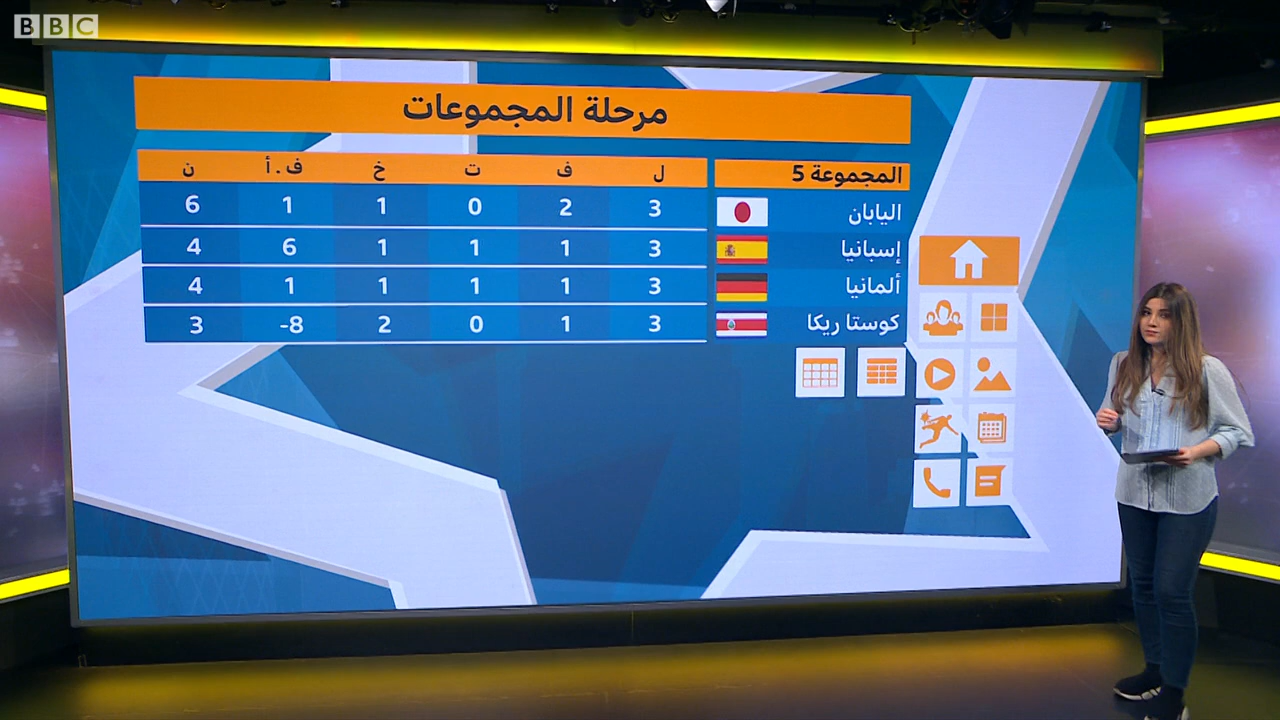 BBC
مرحلة المجموعات
المجموعة 5 ل ف ت خ ف.أ ن
اليابان 3 2 0 1 1 6
إسبانيا 3 1 1 1 6 4
ألمانيا 3 1 1 1 1 4
كوستا ريكا 3 1 0 2 -8 3